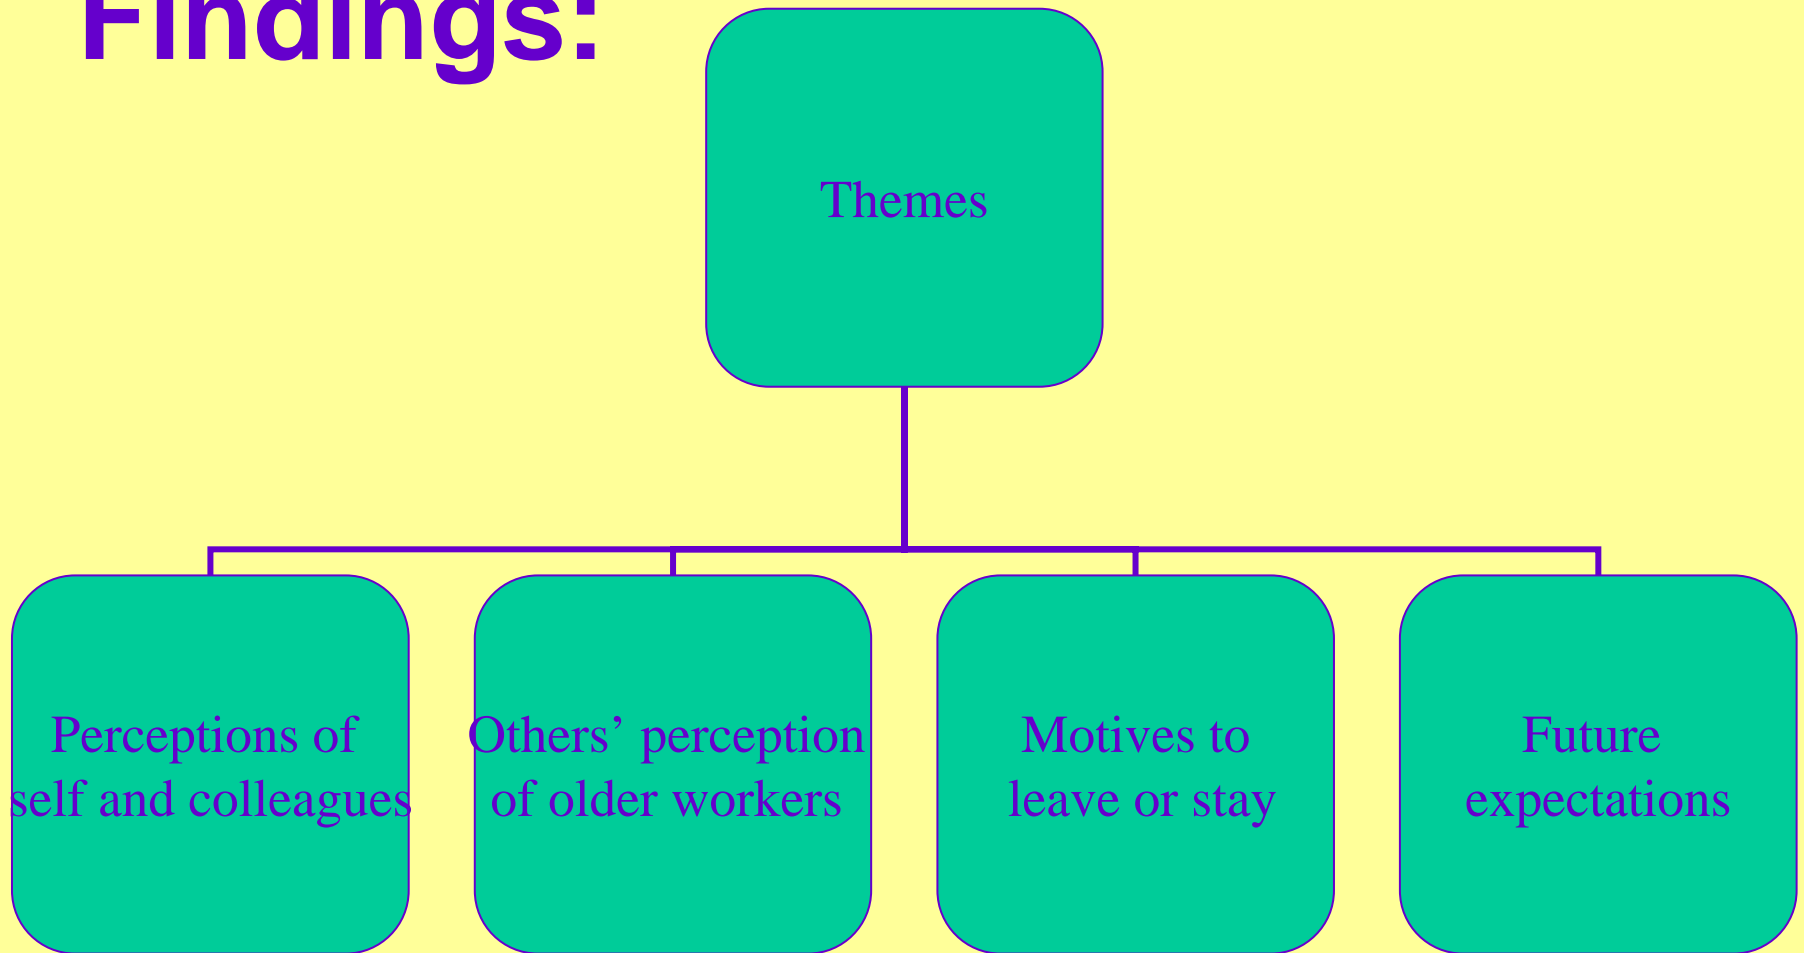 Findings:
Themes
Perceptions of
self and colleagues
Others’ perception
of older workers
Motives to
leave or stay
Future
expectations